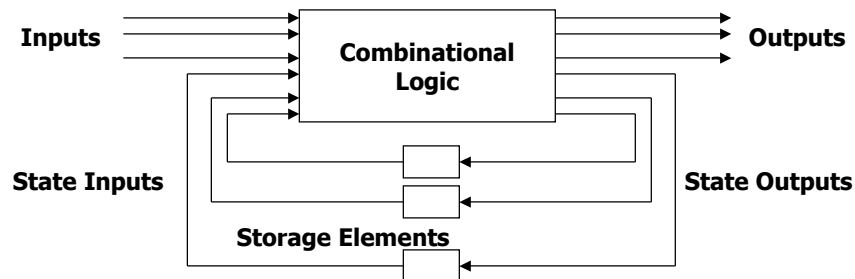 Inputs
Combinational
Logic
Outputs
State Inputs
State Outputs
Storage Elements